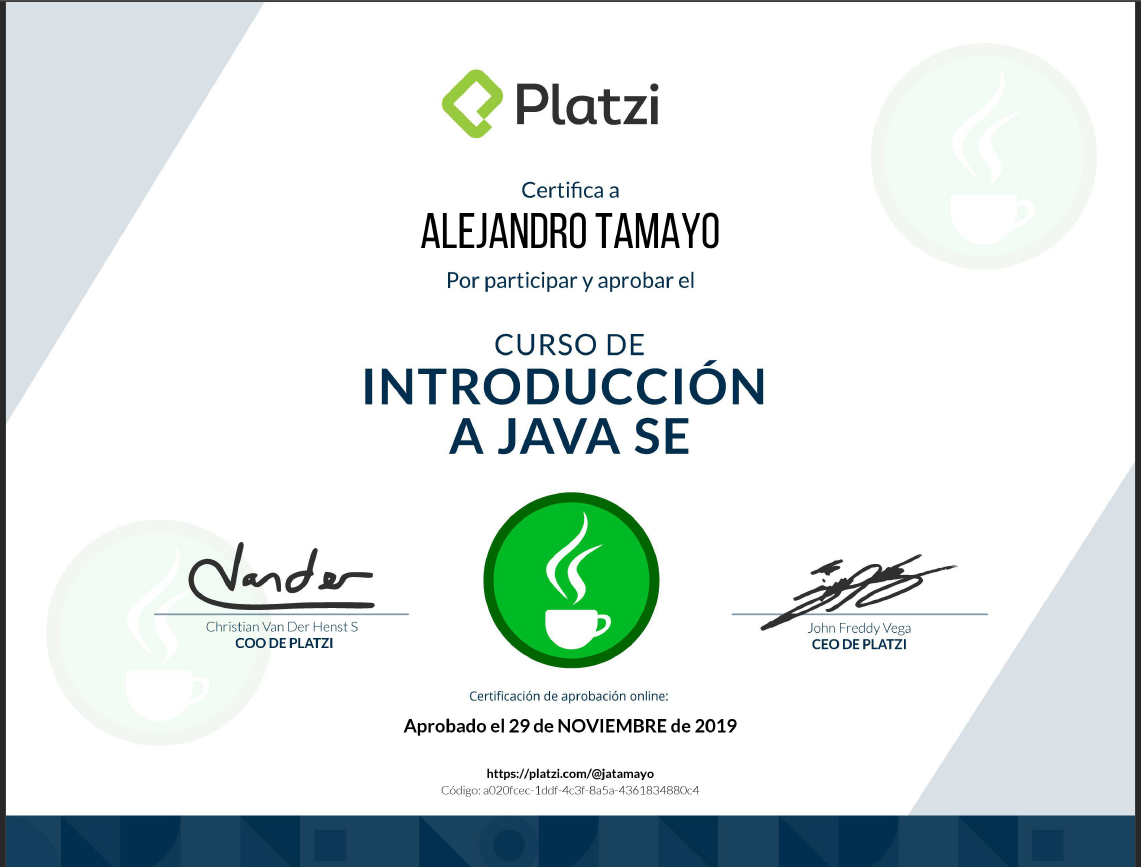 Platzi
Certifica a
ALEJANDRO TAMAYO
Por participar y aprobar el
CURSO DE
INTRODUCCIÓN
A JAVA SE
Vander
Christian Van Der Henst S
COO DE PLATZI
John Freddy Vega
CEO DE PLATZI
Certificación de aprobación online:
Aprobado el 29 de NOVIEMBRE de 2019
https://platzi.com/@jatamayo
Código: a020fcec-1ddf-4c3f-8a5a-4361834880c4